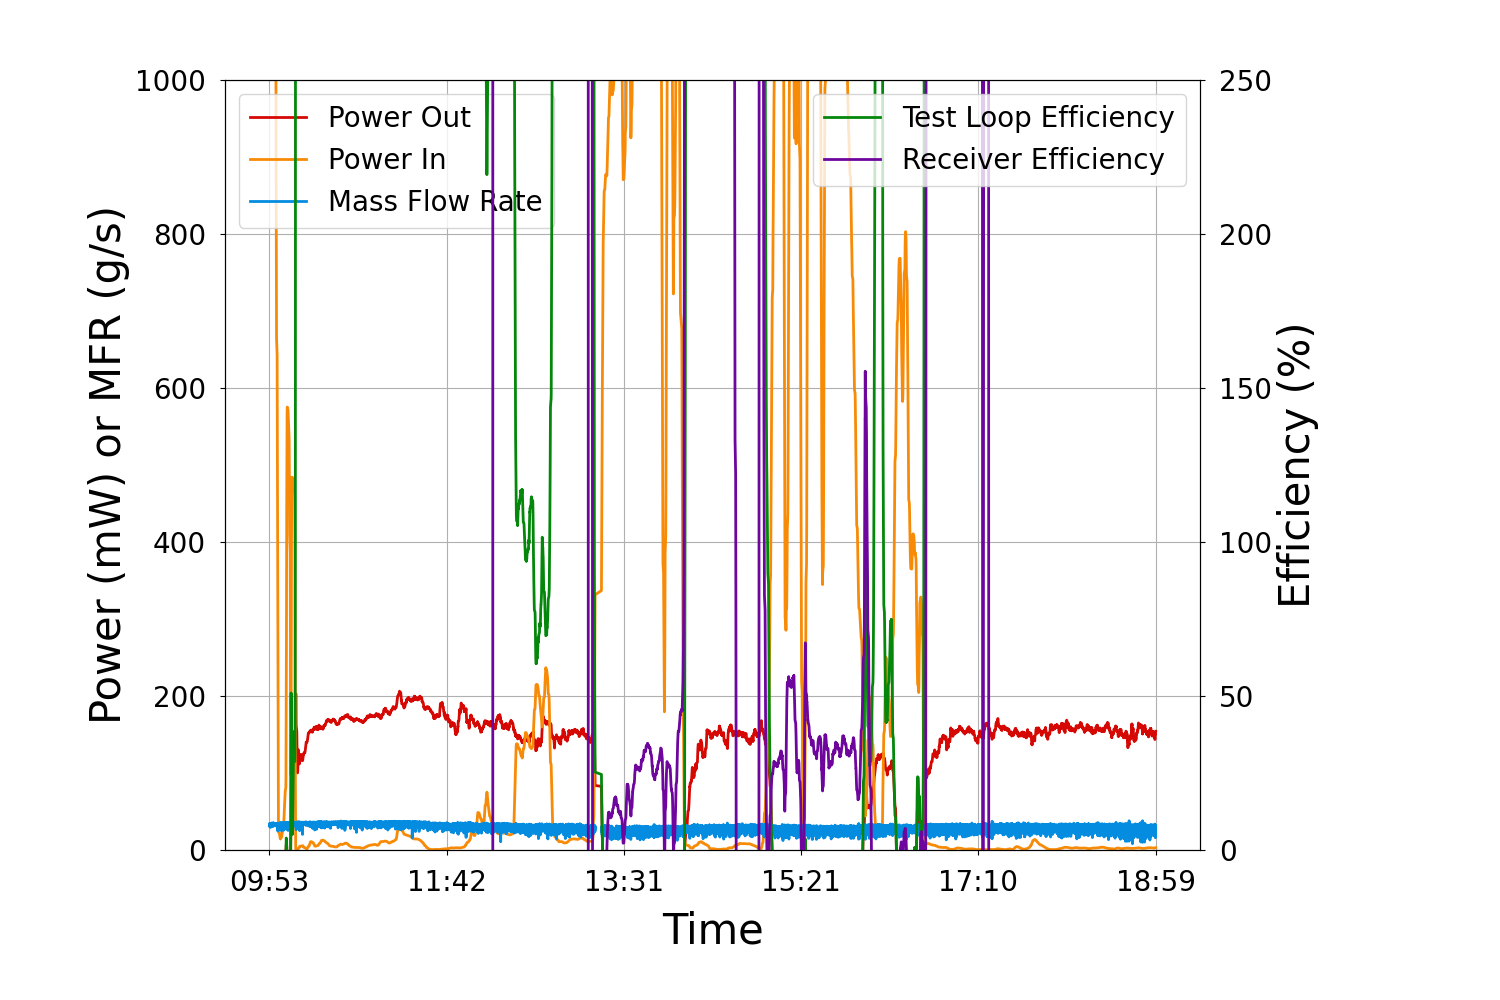 1000
800
600
400
200
0
Power (mW) or MFR (g/s)
Power Out
Power In
Mass Flow Rate
Test Loop Efficiency
Receiver Efficiency
250
200
150
100
50
0
Efficiency (%)
09:53 11:42 13:31 15:21 17:10 18:59
Time